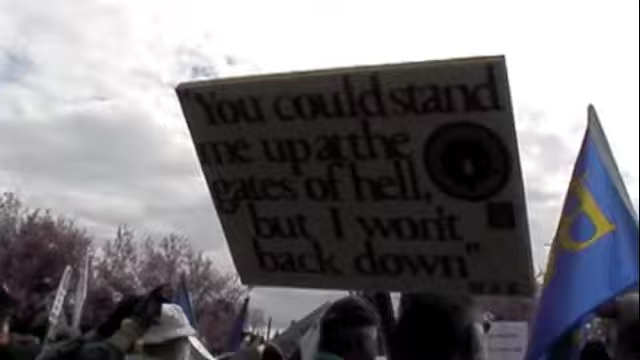 "You could stand
me up at the
gates of hell,
but I won't
back down"